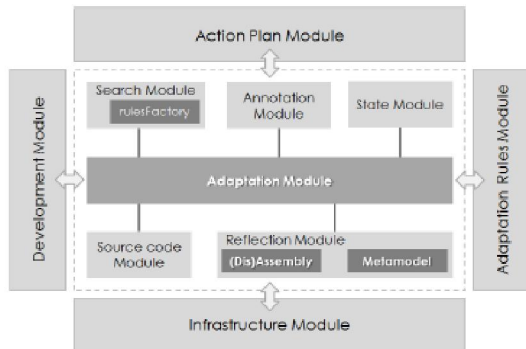 Action Plan Module
Development Module
Search Module
rulesFactory
Annotation
Module
State Module
Adaptation Module
Source code
Module
Reflection Module
(Dis)Assembly
Metamodel
Adaptation Rules Module
Infrastructure Module